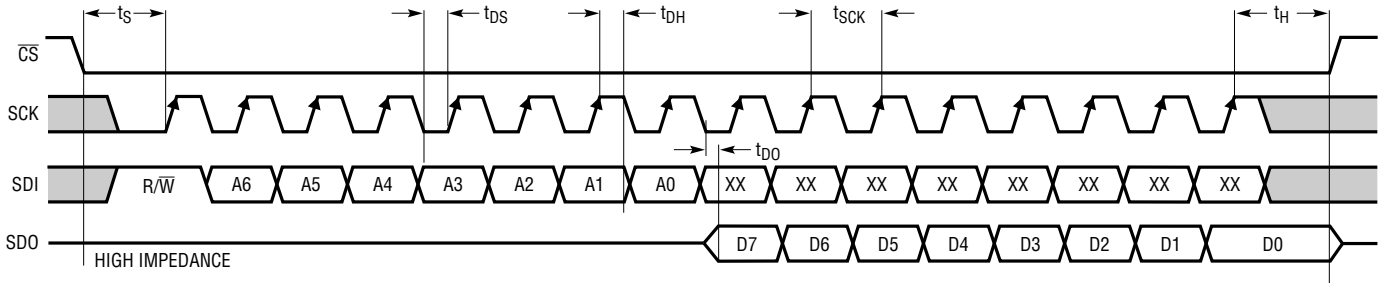 tS tDS tDH tSCK tH
C̅S̅
SCK
tDO
SDI R/W̅ A6 A5 A4 A3 A2 A1 A0 XX XX XX XX XX XX XX XX
SDO D7 D6 D5 D4 D3 D2 D1 D0
HIGH IMPEDANCE